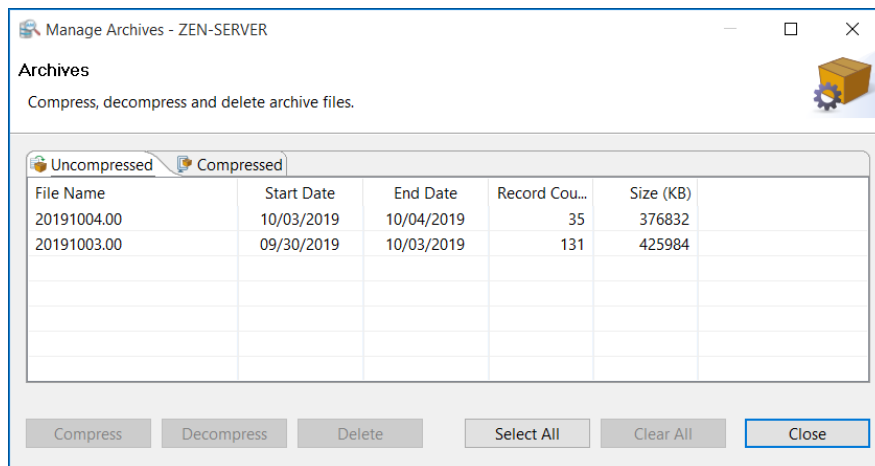 Manage Archives - ZEN-SERVER
Archives
Compress, decompress and delete archive files.
Uncompressed Compressed
File Name Start Date End Date Record Cou... Size (KB)
20191004.00 10/03/2019 10/04/2019 35 376832
20191003.00 09/30/2019 10/03/2019 131 425984
Compress Decompress Delete Select All Clear All Close